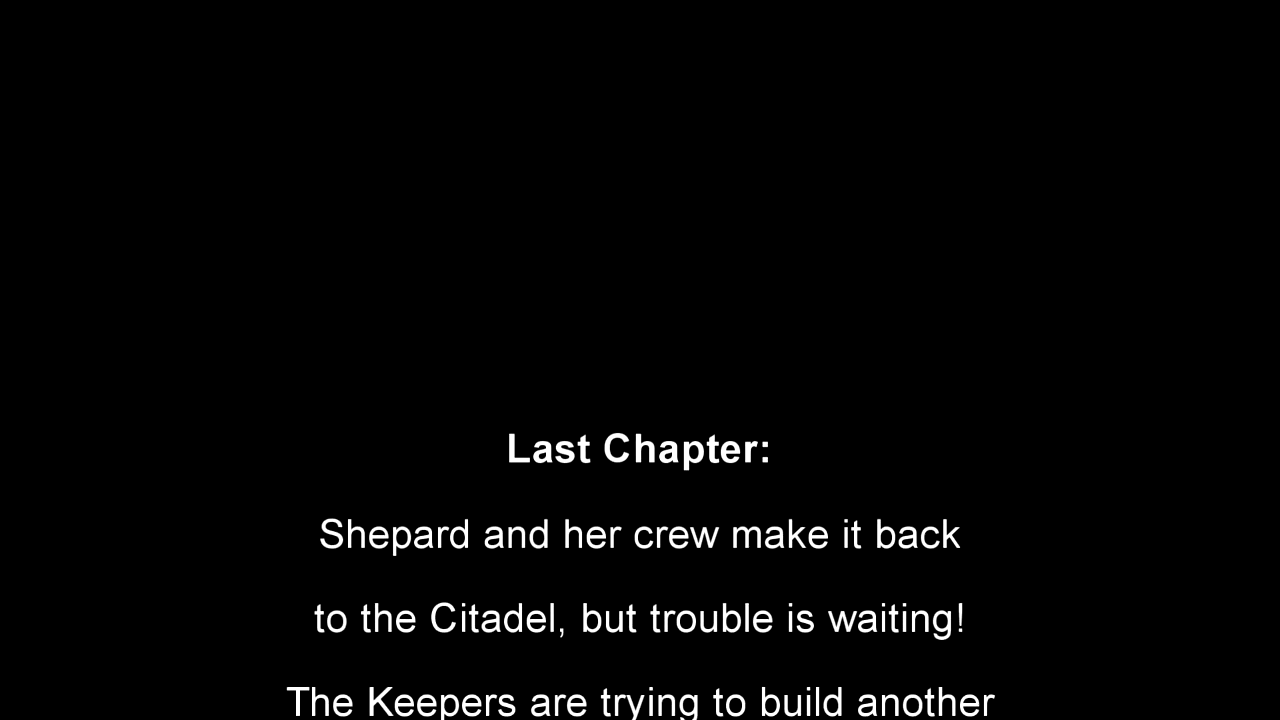 Last Chapter:
Shepard and her crew make it back
to the Citadel, but trouble is waiting!
The Keepers are trying to build another